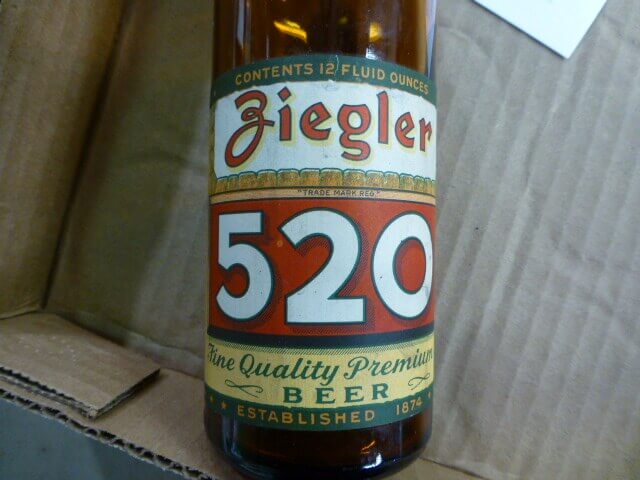 CONTENTS 12 FLUID OUNCES
Ziegler
"TRADE MARK REG."
520
Fine Quality Premium
BEER
ESTABLISHED 1874